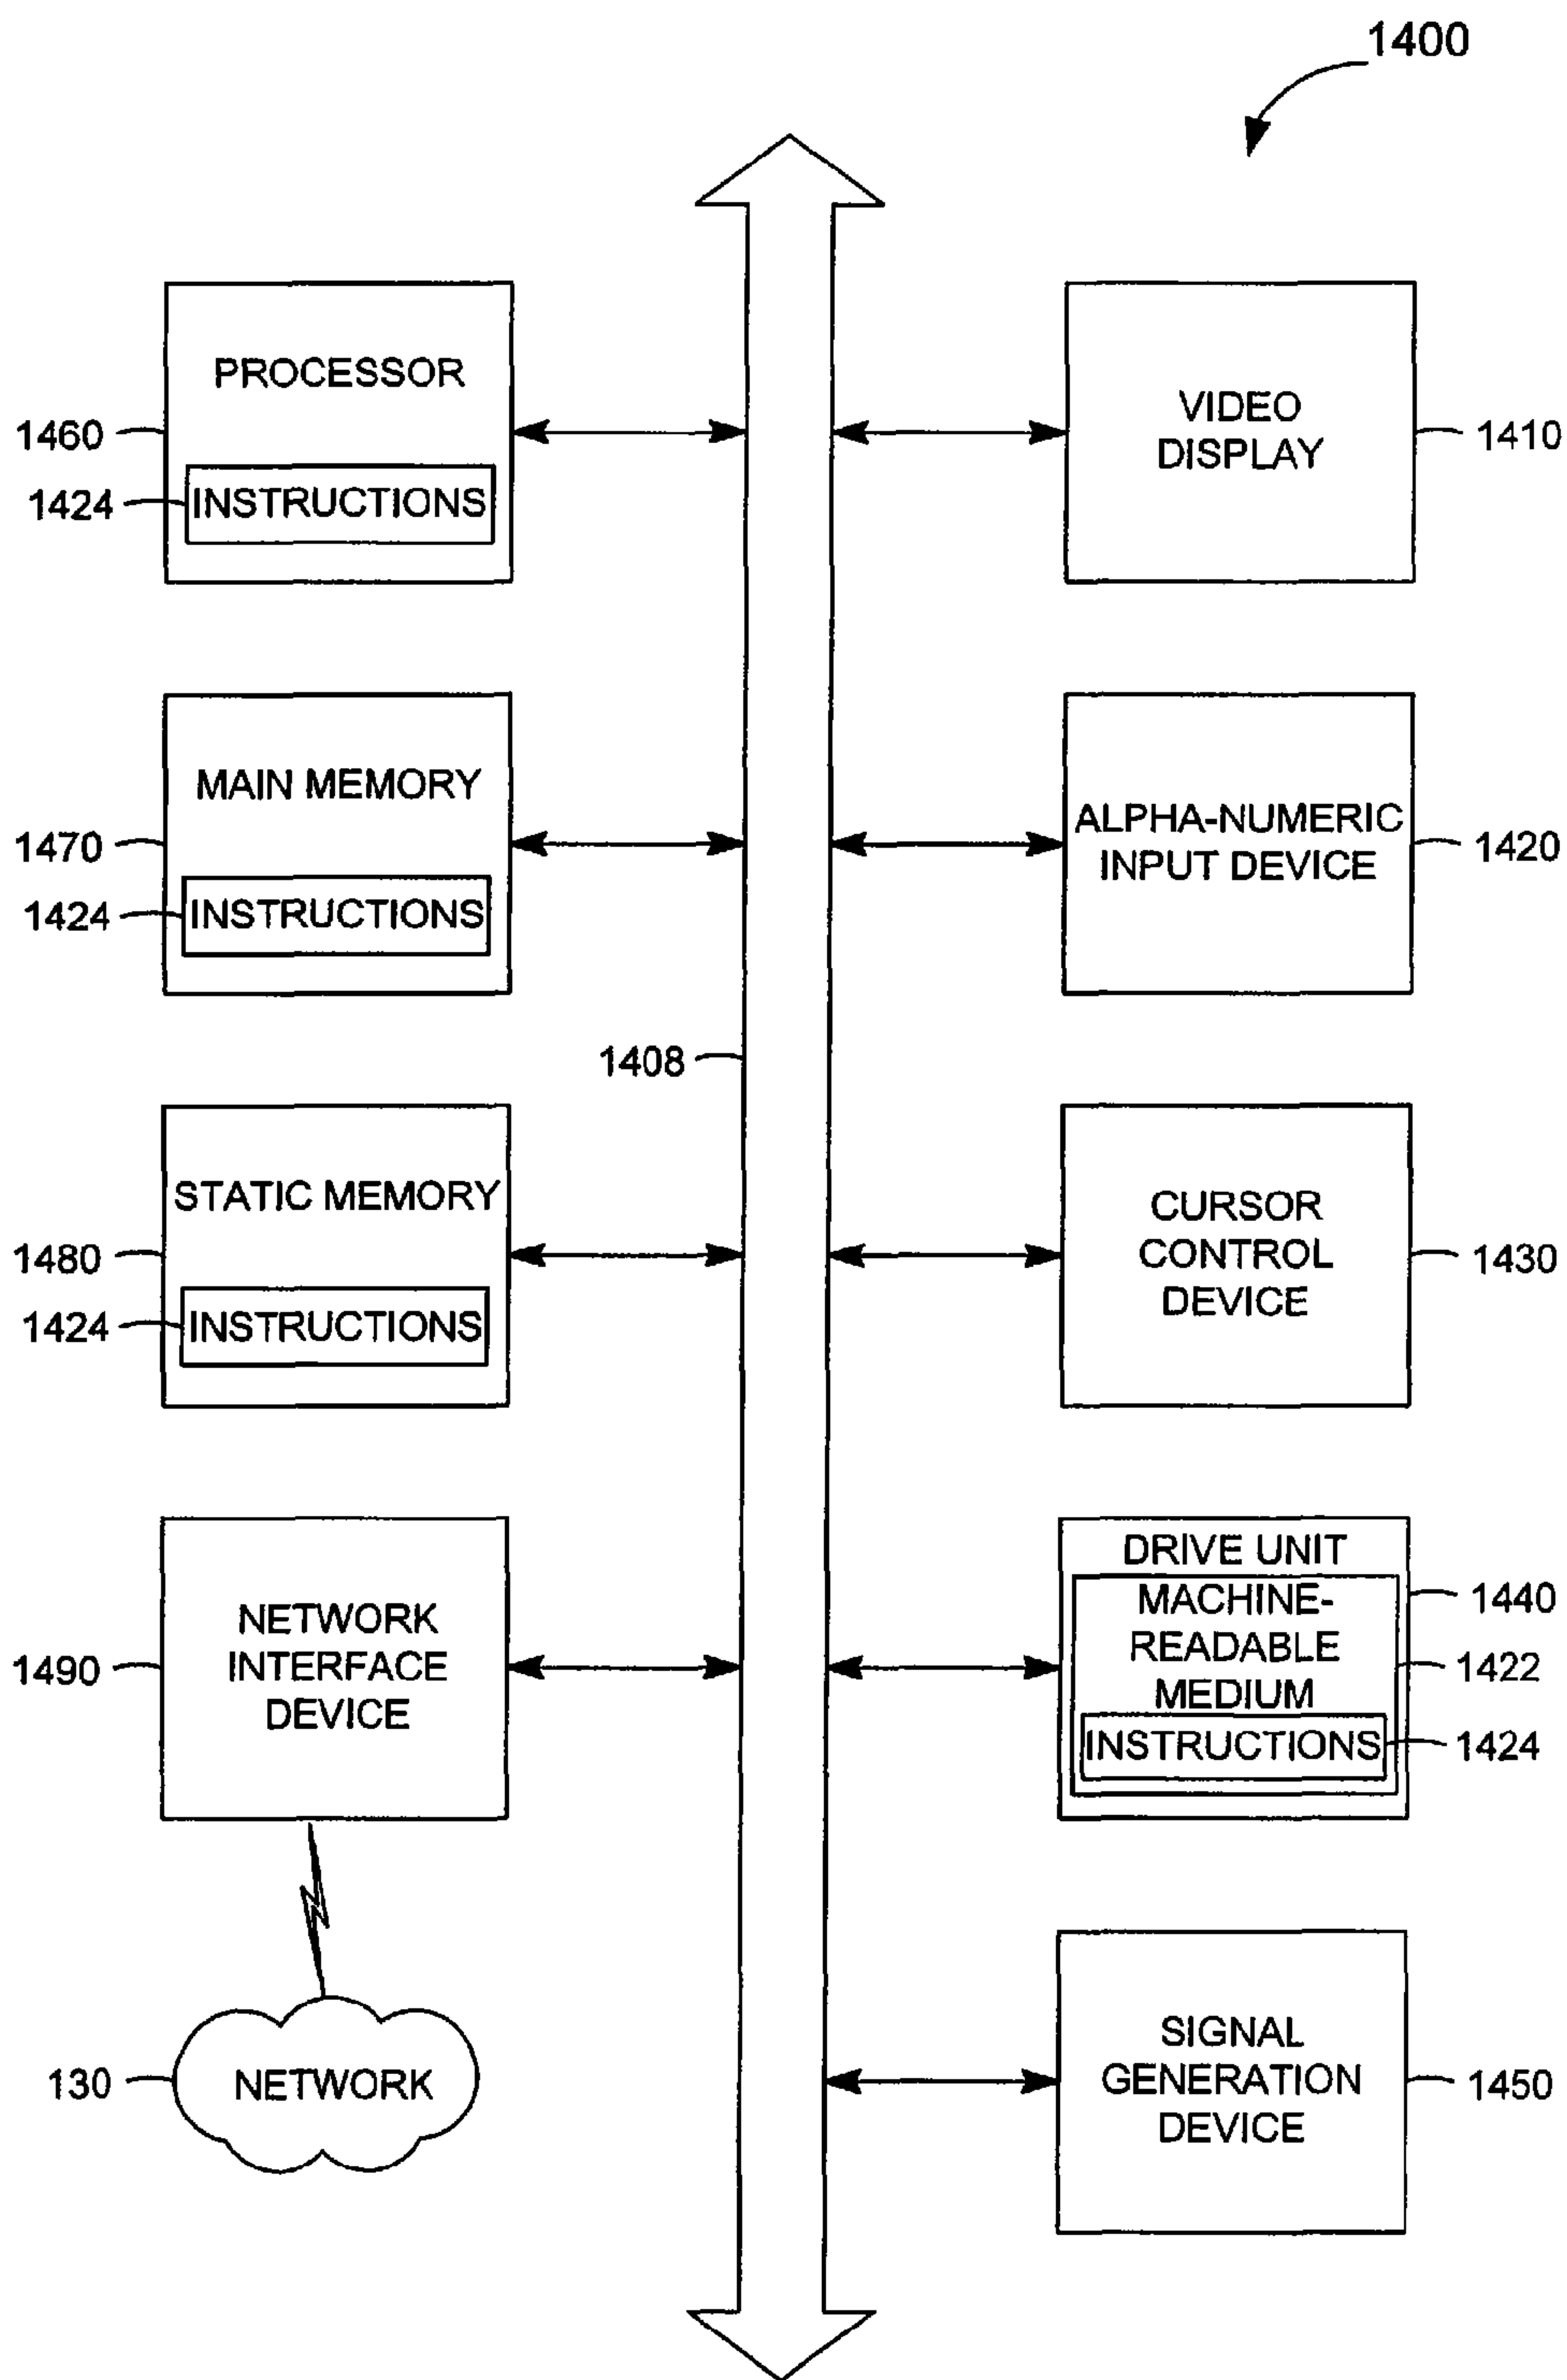 1400
PROCESSOR
1460
1424
INSTRUCTIONS
VIDEO
DISPLAY
1410
MAIN MEMORY
1470
1424
INSTRUCTIONS
ALPHA-NUMERIC
INPUT DEVICE
1420
1408
STATIC MEMORY
1480
1424
INSTRUCTIONS
CURSOR
CONTROL
DEVICE
1430
NETWORK
INTERFACE
DEVICE
1490
DRIVE UNIT
1440
MACHINE-
READABLE
MEDIUM
1422
INSTRUCTIONS
1424
130
NETWORK
SIGNAL
GENERATION
DEVICE
1450